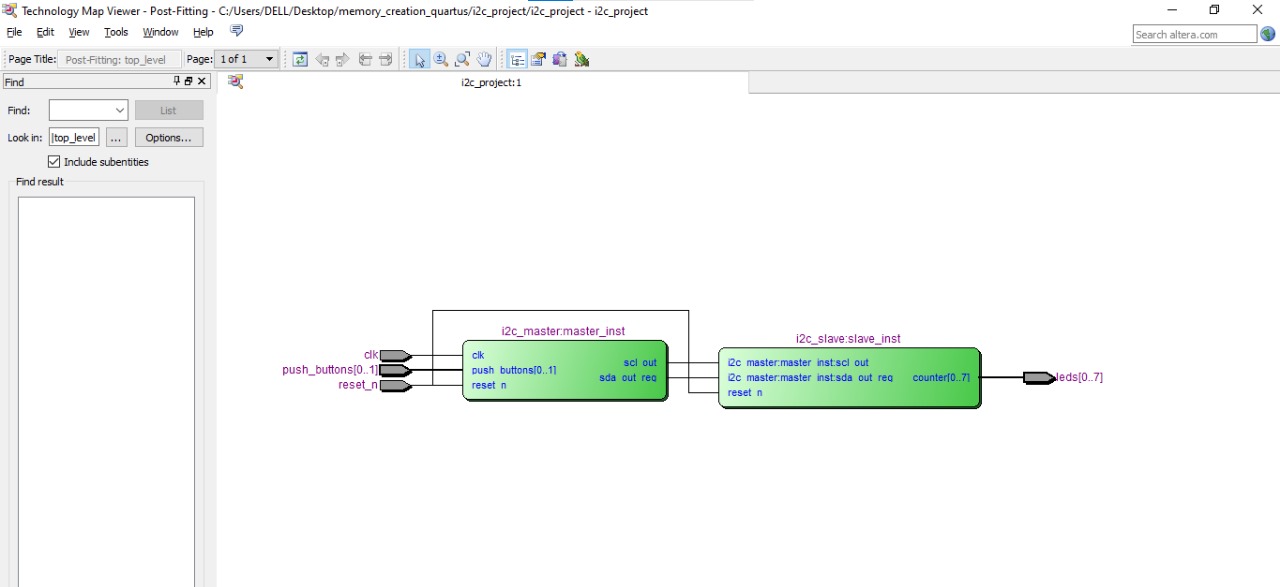 Technology Map Viewer - Post-Fitting - C:/Users/DELL/Desktop/memory_creation_quartus/i2c_project/i2c_project - i2c_project
File Edit View Tools Window Help
Search altera.com
Page Title: Post-Fitting: top_level Page: 1 of 1
Find
i2c_project:1
Find: List
Look in: |top_level ... Options...
Include subentities
Find result
i2c_master:master_inst
i2c_slave:slave_inst
clk clk
scl out
i2c master:master inst:scl out
push_buttons[0..1] push buttons[0..1]
sda out req
i2c master:master inst:sda out req counter[0..7] leds[0..7]
reset_n reset n
reset n